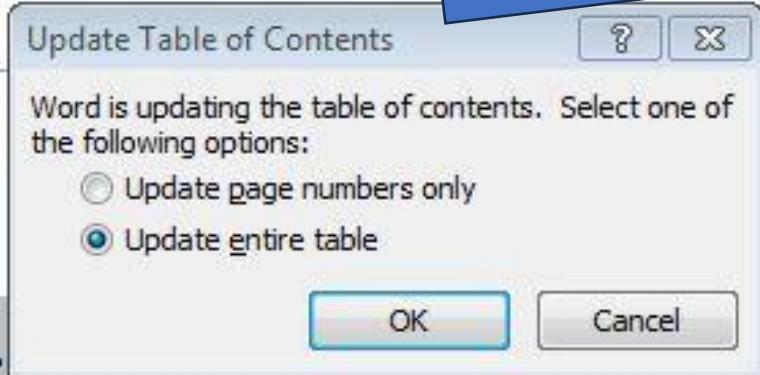 Update Table of Contents
Word is updating the table of contents. Select one of
the following options:
Update page numbers only
Update entire table
OK Cancel